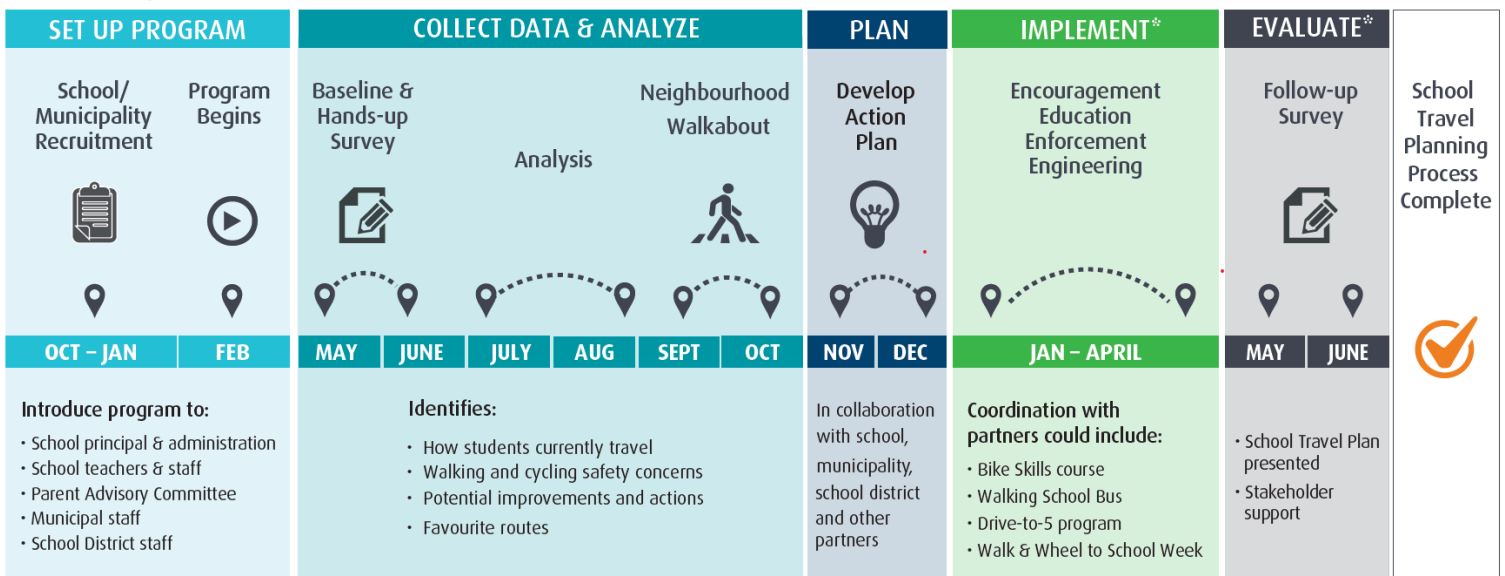 SET UP PROGRAM
School/
Municipality
Recruitment
Program
Begins
OCT – JAN
FEB
Introduce program to:
• School principal & administration
• School teachers & staff
• Parent Advisory Committee
• Municipal staff
• School District staff
COLLECT DATA & ANALYZE
Baseline &
Hands-up
Survey
Analysis
Neighbourhood
Walkabout
MAY
JUNE
JULY
AUG
SEPT
OCT
Identifies:
• How students currently travel
• Walking and cycling safety concerns
• Potential improvements and actions
• Favourite routes
PLAN
Develop
Action
Plan
NOV
DEC
In collaboration
with school,
municipality,
school district
and other
partners
IMPLEMENT*
Encouragement
Education
Enforcement
Engineering
JAN – APRIL
Coordination with
partners could include:
• Bike Skills course
• Walking School Bus
• Drive-to-5 program
• Walk & Wheel to School Week
EVALUATE*
Follow-up
Survey
MAY
JUNE
• School Travel Plan
presented
• Stakeholder
support
School
Travel
Planning
Process
Complete